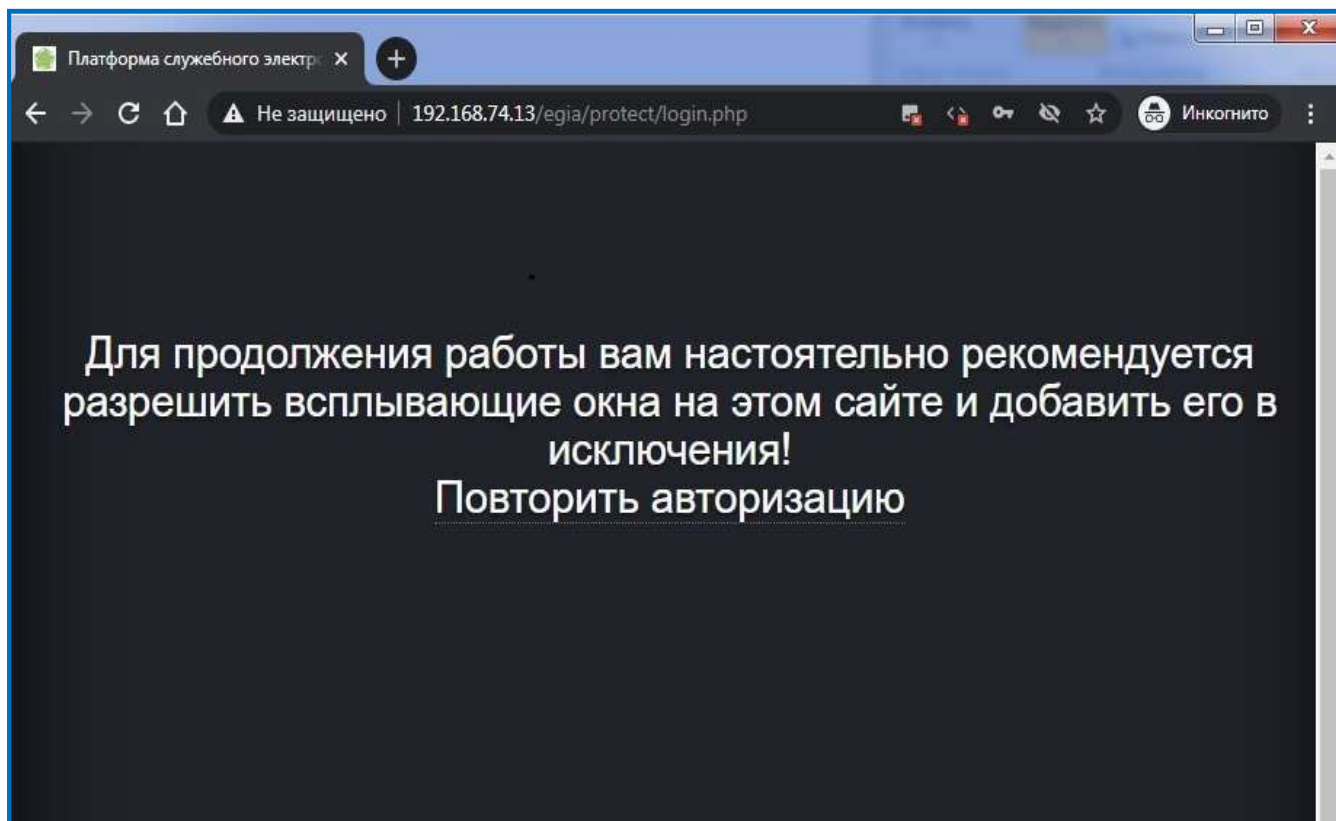 Платформа служебного электр
Не защищено | 192.168.74.13/egia/protect/login.php Инкогнито
Для продолжения работы вам настоятельно рекомендуется
разрешить всплывающие окна на этом сайте и добавить его в
исключения!
Повторить авторизацию